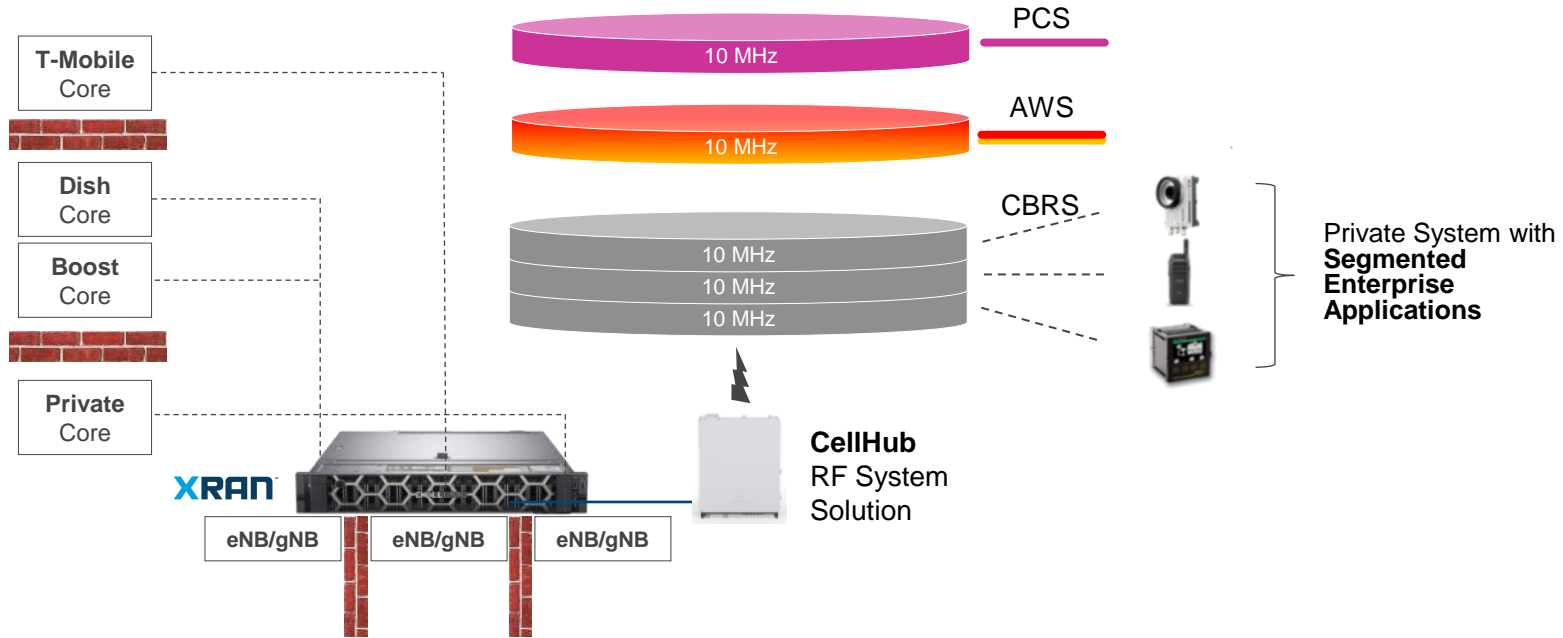 PCS
10 MHz
T-Mobile
Core
AWS
10 MHz
Dish
Core
CBRS
10 MHz
10 MHz
10 MHz
Boost
Core
Private System with
Segmented
Enterprise
Applications
Private
Core
XRAN
CellHub
RF System
Solution
eNB/gNB
eNB/gNB
eNB/gNB